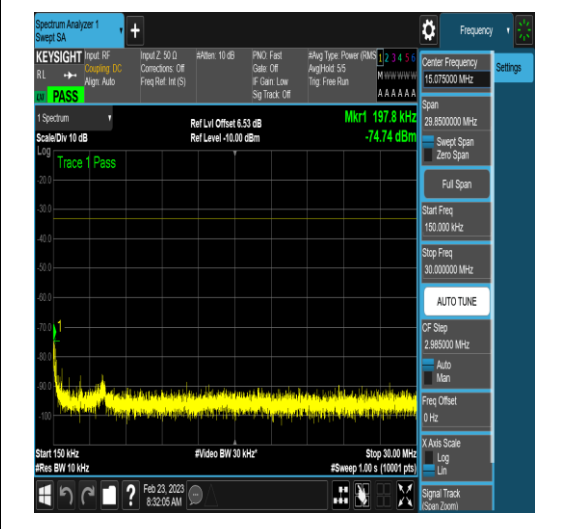 Spectrum Analyzer 1
Swept SA
+
Frequency
KEYSIGHT
RL
PASS
Input: RF
Coupling: DC
Align: Auto
Input Z: 50 Ω
Corrections: Off
Freq Ref: Int (S)
#Atten: 10 dB
PNO: Fast
Gate: Off
IF Gain: Low
Sig Track: Off
#Avg Type: Power (RMS
Avg|Hold: 5/5
Trig: Free Run
1 2 3 4 5 6
M w w w w w
A A A A A A
1 Spectrum
Scale/Div 10 dB
Ref Lvl Offset 6.53 dB
Ref Level -10.00 dBm
Mkr1 197.8 kHz
-74.74 dBm
Log
Trace 1 Pass
-20.0
-30.0
-40.0
-50.0
-60.0
-70.0
-80.0
-90.0
-100
1
Start 150 kHz
#Res BW 10 kHz
#Video BW 30 kHz*
Stop 30.00 MHz
#Sweep 1.00 s (10001 pts)
?
Feb 23, 2023
8:32:05 AM
Center Frequency
15.075000 MHz
Span
29.8500000 MHz
Swept Span
Zero Span
Full Span
Start Freq
150.000 kHz
Stop Freq
30.000000 MHz
AUTO TUNE
CF Step
2.985000 MHz
Auto
Man
Freq Offset
0 Hz
X Axis Scale
Log
Lin
Signal Track
(Span Zoom)
Settings